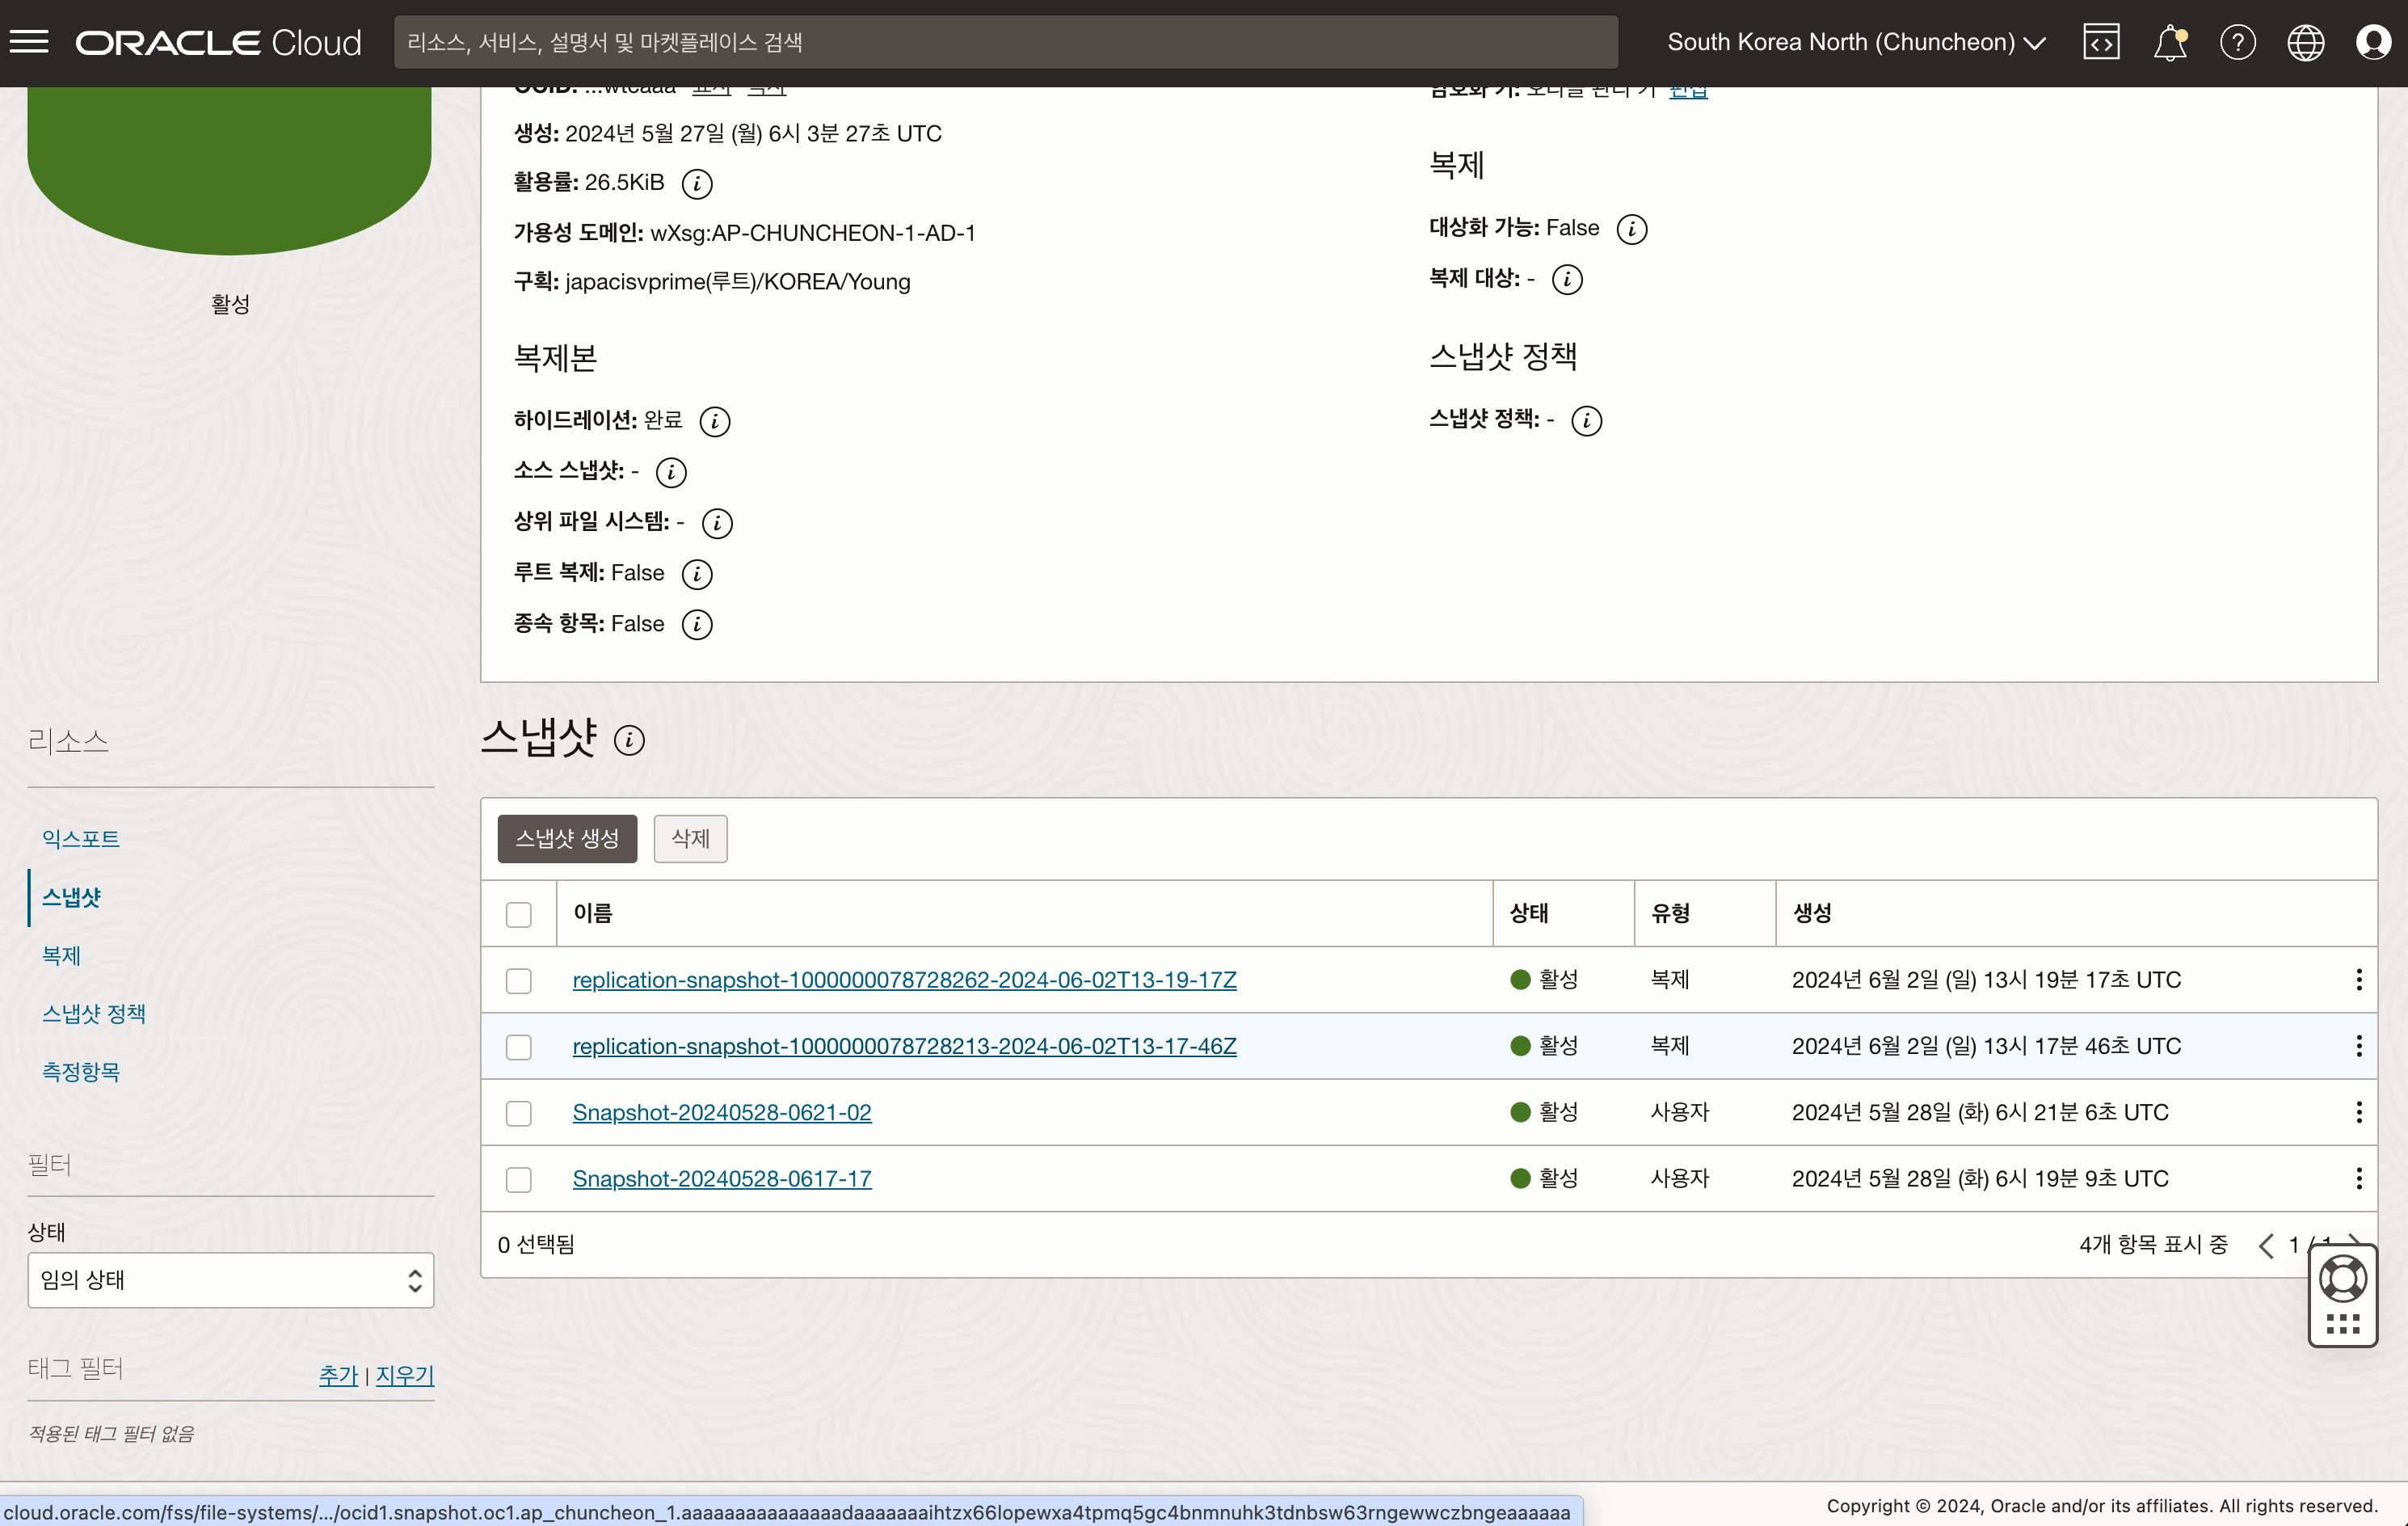 ORACLE Cloud
리소스, 서비스, 설명서 및 마켓플레이스 검색
South Korea North (Chuncheon)
활성
OCID: ...wtcaaa 표시 복사
생성: 2024년 5월 27일 (월) 6시 3분 27초 UTC
활용률: 26.5KiB
가용성 도메인: wXsg:AP-CHUNCHEON-1-AD-1
구획: japacisvprime(루트)/KOREA/Young
복제본
하이드레이션: 완료
소스 스냅샷: -
상위 파일 시스템: -
루트 복제: False
종속 항목: False
암호화 키: 오라클 관리 키 편집
복제
대상화 가능: False
복제 대상: -
스냅샷 정책
스냅샷 정책: -
리소스
익스포트
스냅샷
복제
스냅샷 정책
측정항목
필터
상태
임의 상태
태그 필터 추가 | 지우기
적용된 태그 필터 없음
스냅샷
스냅샷 생성 삭제
이름 상태 유형 생성
replication-snapshot-1000000078728262-2024-06-02T13-19-17Z 활성 복제 2024년 6월 2일 (일) 13시 19분 17초 UTC
replication-snapshot-1000000078728213-2024-06-02T13-17-46Z 활성 복제 2024년 6월 2일 (일) 13시 17분 46초 UTC
Snapshot-20240528-0621-02 활성 사용자 2024년 5월 28일 (화) 6시 21분 6초 UTC
Snapshot-20240528-0617-17 활성 사용자 2024년 5월 28일 (화) 6시 19분 9초 UTC
0 선택됨 4개 항목 표시 중 1 / 1
cloud.oracle.com/fss/file-systems/.../ocid1.snapshot.oc1.ap_chuncheon_1.aaaaaaaaaaaaaaadaaaaaaaihtzx66lopewxa4tpmq5gc4bnmnuhk3tdnbsw63rngewwczbngeaaaaaa
Copyright © 2024, Oracle and/or its affiliates. All rights reserved.